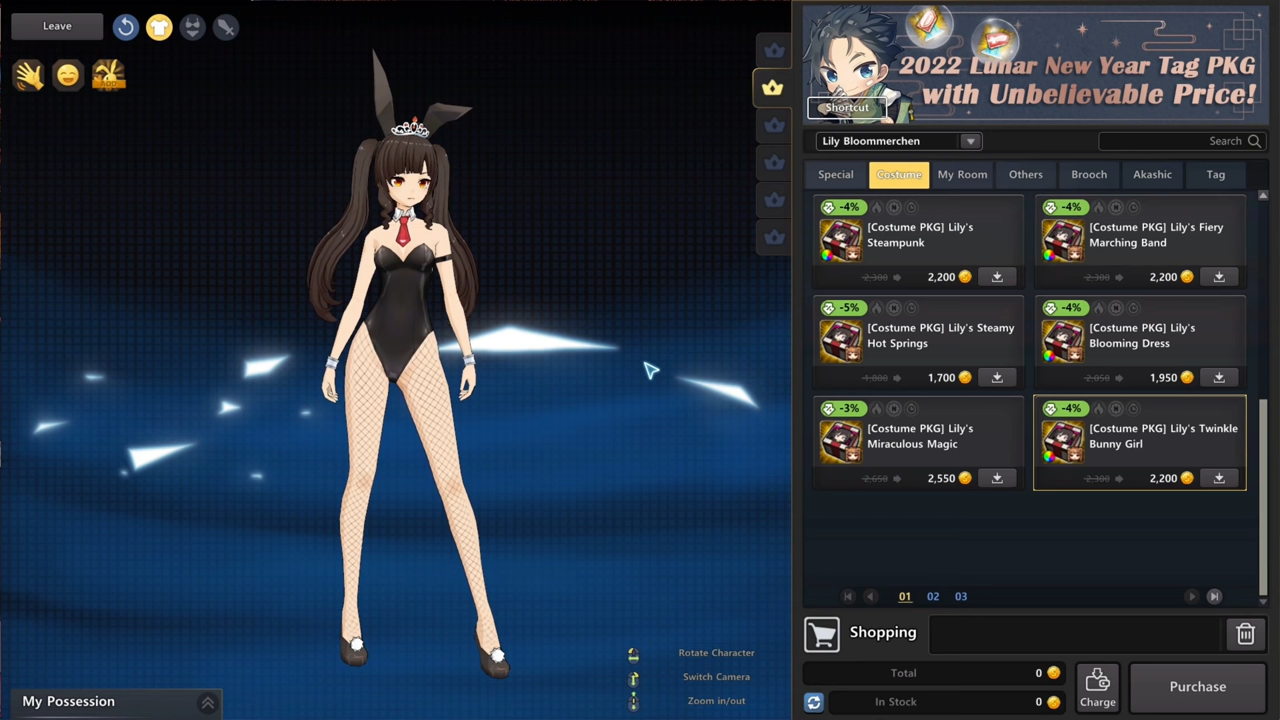 Leave
App
My Possession
Rotate Character
Switch Camera
Zoom in/out
2022 Lunar New Year Tag PKG
with Unbelievable Price!
Shortcut
Lily Bloommerchen
Search
Special
Costume
My Room
Others
Brooch
Akashic
Tag
-4%
[Costume PKG] Lily's
Steampunk
2,300
2,200
-4%
[Costume PKG] Lily's Fiery
Marching Band
2,300
2,200
-5%
[Costume PKG] Lily's Steamy
Hot Springs
1,800
1,700
-4%
[Costume PKG] Lily's
Blooming Dress
2,050
1,950
-3%
[Costume PKG] Lily's
Miraculous Magic
2,650
2,550
-4%
[Costume PKG] Lily's Twinkle
Bunny Girl
2,300
2,200
01 02 03
Shopping
Total 0
In Stock 0
Charge
Purchase